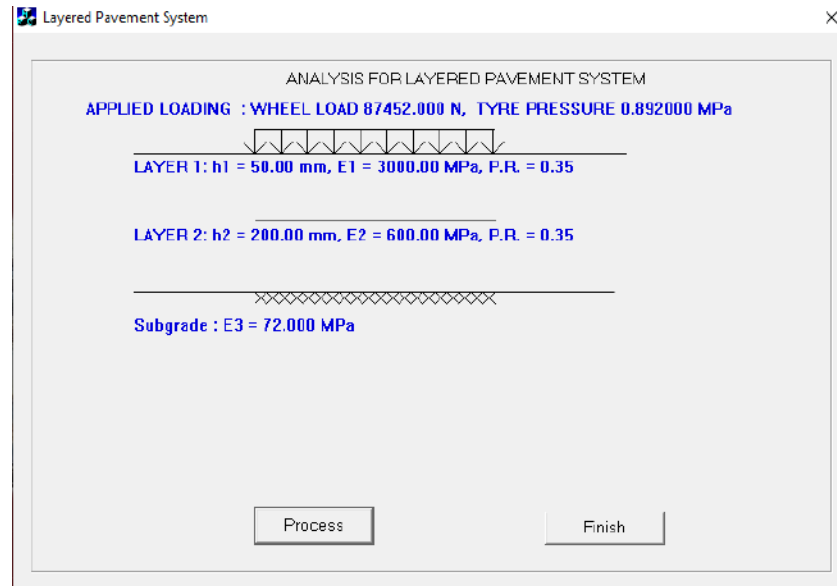 Layered Pavement System
ANALYSIS FOR LAYERED PAVEMENT SYSTEM
APPLIED LOADING : WHEEL LOAD 87452.000 N, TYRE PRESSURE 0.892000 MPa
LAYER 1: h1 = 50.00 mm, E1 = 3000.00 MPa, P.R. = 0.35
LAYER 2: h2 = 200.00 mm, E2 = 600.00 MPa, P.R. = 0.35
Subgrade : E3 = 72.000 MPa
Process
Finish